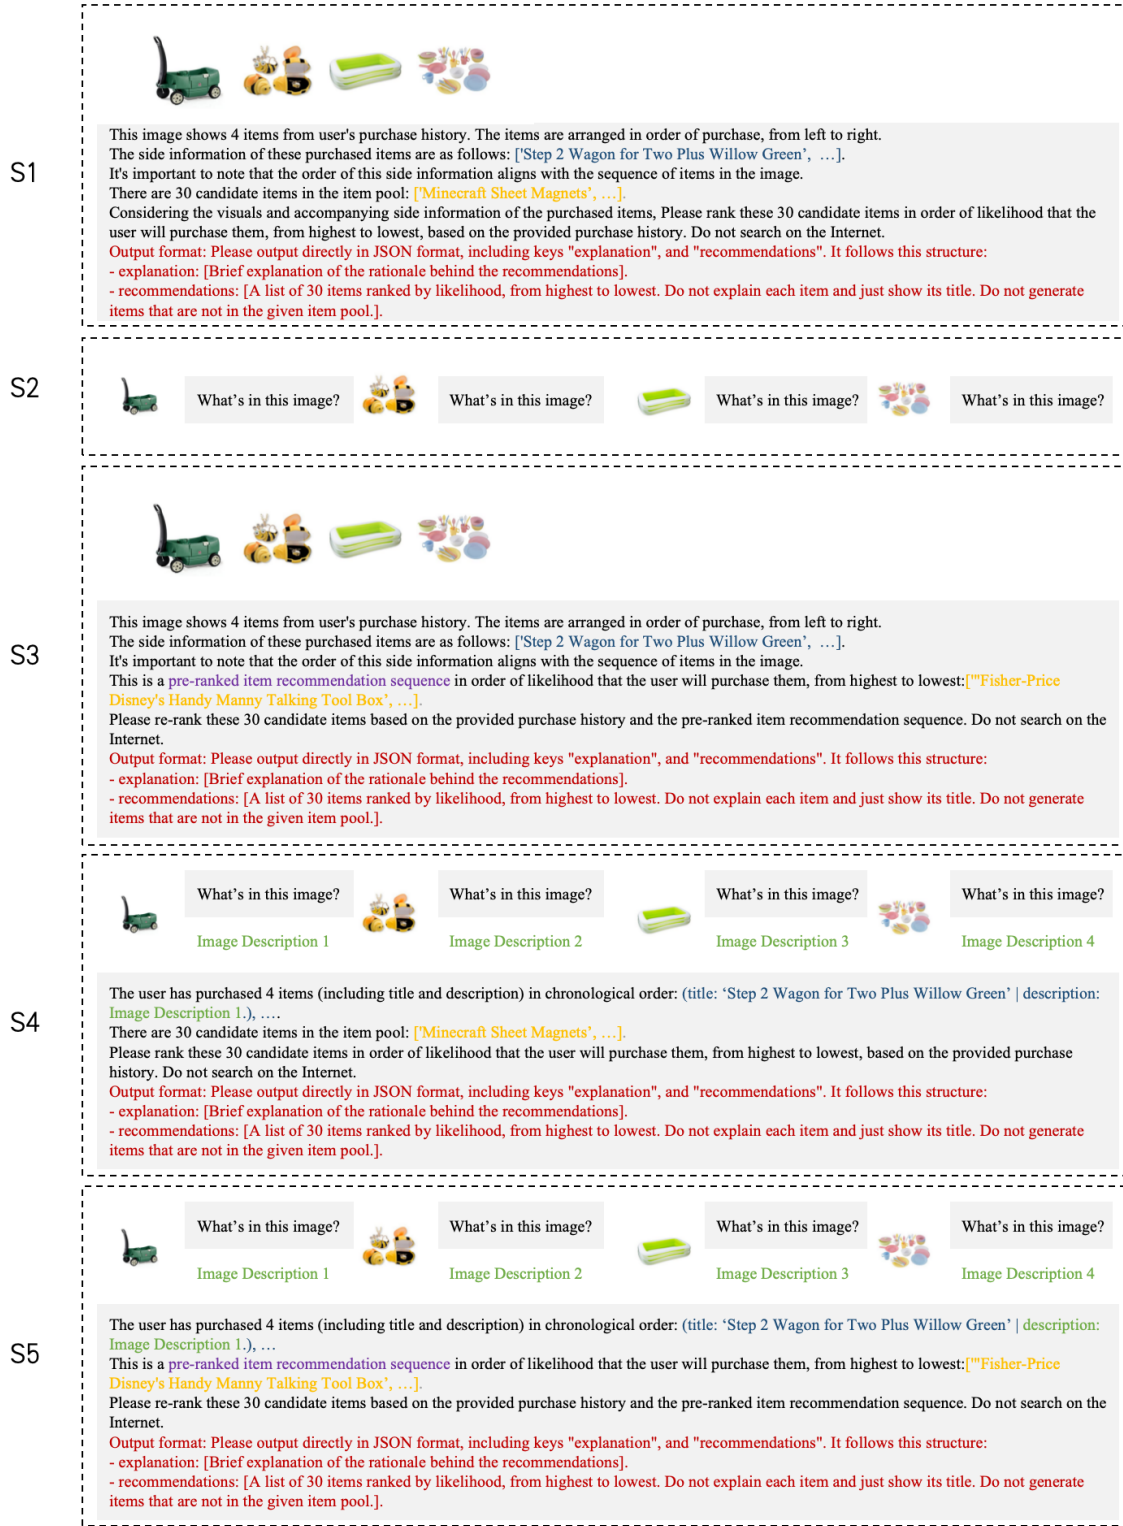 S1
This image shows 4 items from user's purchase history. The items are arranged in order of purchase, from left to right.
The side information of these purchased items are as follows: ['Step 2 Wagon for Two Plus Willow Green’, …].
It's important to note that the order of this side information aligns with the sequence of items in the image.
There are 30 candidate items in the item pool: ['Minecraft Sheet Magnets’, …].
Considering the visuals and accompanying side information of the purchased items, Please rank these 30 candidate items in order of likelihood that the
user will purchase them, from highest to lowest, based on the provided purchase history. Do not search on the Internet.
Output format: Please output directly in JSON format, including keys "explanation", and "recommendations". It follows this structure:
- explanation: [Brief explanation of the rationale behind the recommendations].
- recommendations: [A list of 30 items ranked by likelihood, from highest to lowest. Do not explain each item and just show its title. Do not generate
items that are not in the given item pool.].
S2
What’s in this image? What’s in this image? What’s in this image? What’s in this image?
S3
This image shows 4 items from user's purchase history. The items are arranged in order of purchase, from left to right.
The side information of these purchased items are as follows: ['Step 2 Wagon for Two Plus Willow Green’, …].
It's important to note that the order of this side information aligns with the sequence of items in the image.
This is a pre-ranked item recommendation sequence in order of likelihood that the user will purchase them, from highest to lowest:['"Fisher-Price
Disney's Handy Manny Talking Tool Box’, …].
Please re-rank these 30 candidate items based on the provided purchase history and the pre-ranked item recommendation sequence. Do not search on the
Internet.
Output format: Please output directly in JSON format, including keys "explanation", and "recommendations". It follows this structure:
- explanation: [Brief explanation of the rationale behind the recommendations].
- recommendations: [A list of 30 items ranked by likelihood, from highest to lowest. Do not explain each item and just show its title. Do not generate
items that are not in the given item pool.].
S4
What’s in this image? What’s in this image? What’s in this image? What’s in this image?
Image Description 1 Image Description 2 Image Description 3 Image Description 4
The user has purchased 4 items (including title and description) in chronological order: (title: ‘Step 2 Wagon for Two Plus Willow Green’ | description:
Image Description 1.), ….
There are 30 candidate items in the item pool: ['Minecraft Sheet Magnets’, …].
Please rank these 30 candidate items in order of likelihood that the user will purchase them, from highest to lowest, based on the provided purchase
history. Do not search on the Internet.
Output format: Please output directly in JSON format, including keys "explanation", and "recommendations". It follows this structure:
- explanation: [Brief explanation of the rationale behind the recommendations].
- recommendations: [A list of 30 items ranked by likelihood, from highest to lowest. Do not explain each item and just show its title. Do not generate
items that are not in the given item pool.].
S5
What’s in this image? What’s in this image? What’s in this image? What’s in this image?
Image Description 1 Image Description 2 Image Description 3 Image Description 4
The user has purchased 4 items (including title and description) in chronological order: (title: ‘Step 2 Wagon for Two Plus Willow Green’ | description:
Image Description 1.), …
This is a pre-ranked item recommendation sequence in order of likelihood that the user will purchase them, from highest to lowest:['"Fisher-Price
Disney's Handy Manny Talking Tool Box’, …].
Please re-rank these 30 candidate items based on the provided purchase history and the pre-ranked item recommendation sequence. Do not search on the
Internet.
Output format: Please output directly in JSON format, including keys "explanation", and "recommendations". It follows this structure:
- explanation: [Brief explanation of the rationale behind the recommendations].
- recommendations: [A list of 30 items ranked by likelihood, from highest to lowest. Do not explain each item and just show its title. Do not generate
items that are not in the given item pool.].